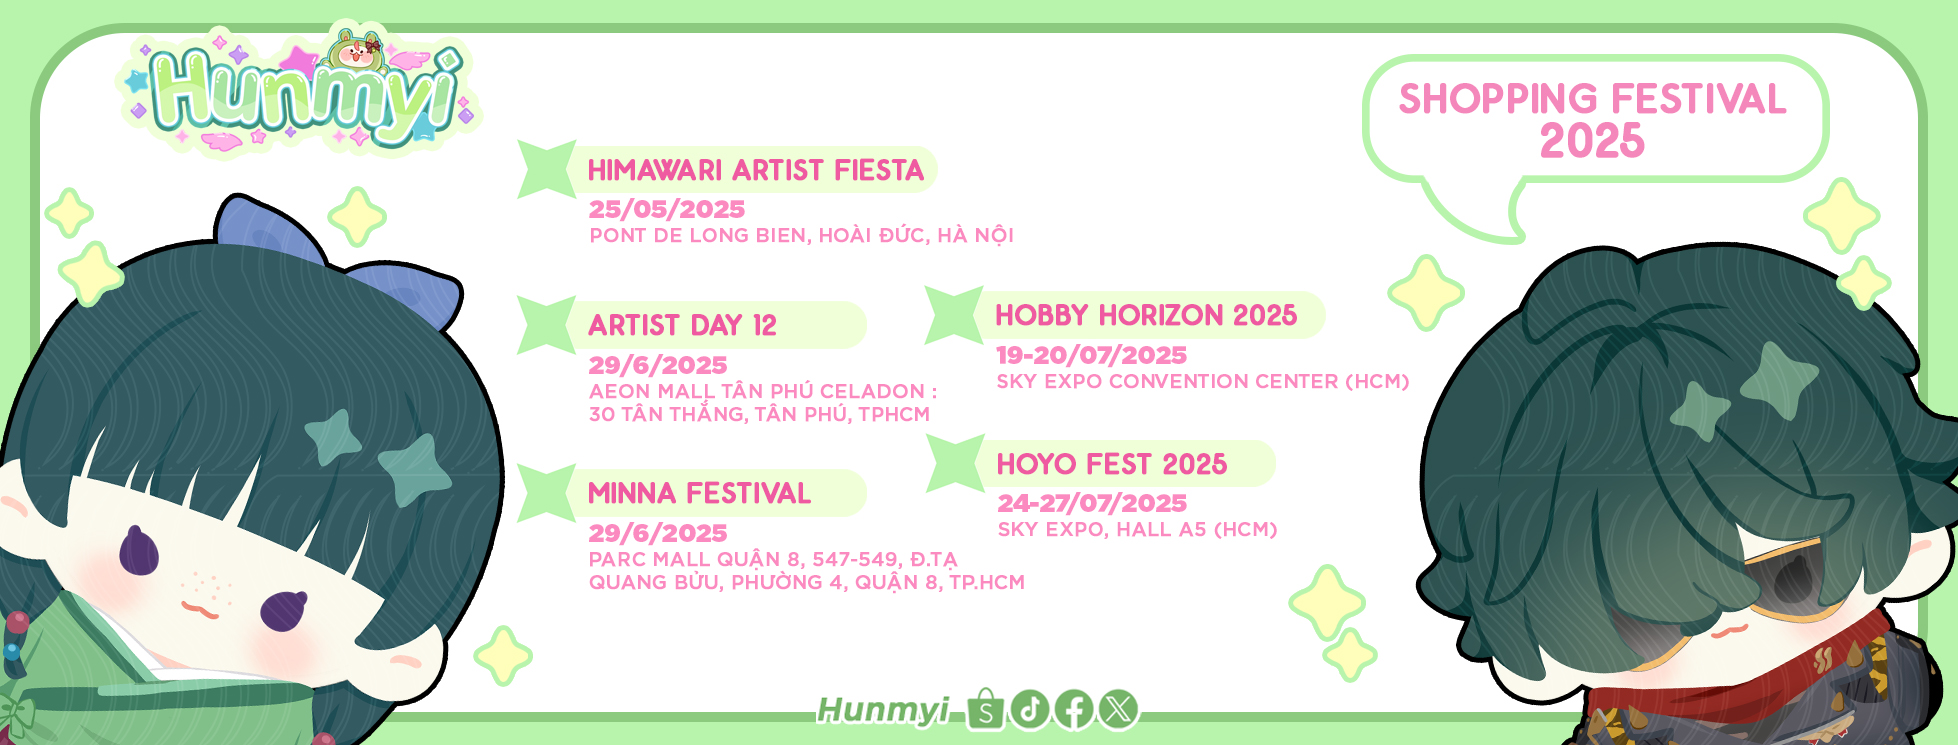 Hunmyi
SHOPPING FESTIVAL
2025
HIMAWARI ARTIST FIESTA
25/05/2025
PONT DE LONG BIEN, HOÀI ĐỨC, HÀ NỘI
ARTIST DAY 12
29/6/2025
AEON MALL TÂN PHÚ CELADON :
30 TÂN THẮNG, TÂN PHÚ, TPHCM
MINNA FESTIVAL
29/6/2025
PARC MALL QUẬN 8, 547-549, Đ.TẠ
QUANG BỬU, PHƯỜNG 4, QUẬN 8, TP.HCM
HOBBY HORIZON 2025
19-20/07/2025
SKY EXPO CONVENTION CENTER (HCM)
HOYO FEST 2025
24-27/07/2025
SKY EXPO, HALL A5 (HCM)
Hunmyi